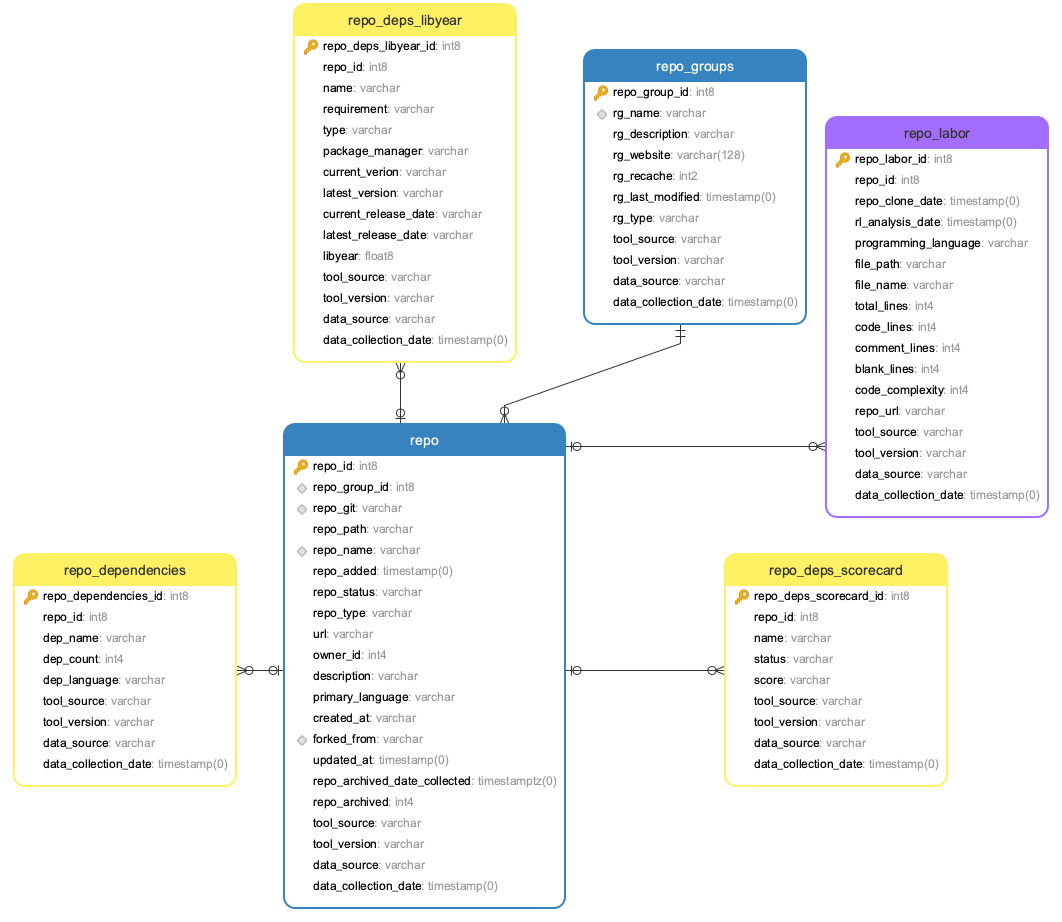 repo_deps_libyear
repo_deps_libyear_id: int8
repo_id: int8
name: varchar
requirement: varchar
type: varchar
package_manager: varchar
current_verion: varchar
latest_version: varchar
current_release_date: varchar
latest_release_date: varchar
libyear: float8
tool_source: varchar
tool_version: varchar
data_source: varchar
data_collection_date: timestamp(0)
repo_groups
repo_group_id: int8
rg_name: varchar
rg_description: varchar
rg_website: varchar(128)
rg_recache: int2
rg_last_modified: timestamp(0)
rg_type: varchar
tool_source: varchar
tool_version: varchar
data_source: varchar
data_collection_date: timestamp(0)
repo_labor
repo_labor_id: int8
repo_id: int8
repo_clone_date: timestamp(0)
rl_analysis_date: timestamp(0)
programming_language: varchar
file_path: varchar
file_name: varchar
total_lines: int4
code_lines: int4
comment_lines: int4
blank_lines: int4
code_complexity: int4
repo_url: varchar
tool_source: varchar
tool_version: varchar
data_source: varchar
data_collection_date: timestamp(0)
repo
repo_id: int8
repo_group_id: int8
repo_git: varchar
repo_path: varchar
repo_name: varchar
repo_added: timestamp(0)
repo_status: varchar
repo_type: varchar
url: varchar
owner_id: int4
description: varchar
primary_language: varchar
created_at: varchar
forked_from: varchar
updated_at: timestamp(0)
repo_archived_date_collected: timestamptz(0)
repo_archived: int4
tool_source: varchar
tool_version: varchar
data_source: varchar
data_collection_date: timestamp(0)
repo_dependencies
repo_dependencies_id: int8
repo_id: int8
dep_name: varchar
dep_count: int4
dep_language: varchar
tool_source: varchar
tool_version: varchar
data_source: varchar
data_collection_date: timestamp(0)
repo_deps_scorecard
repo_deps_scorecard_id: int8
repo_id: int8
name: varchar
status: varchar
score: varchar
tool_source: varchar
tool_version: varchar
data_source: varchar
data_collection_date: timestamp(0)